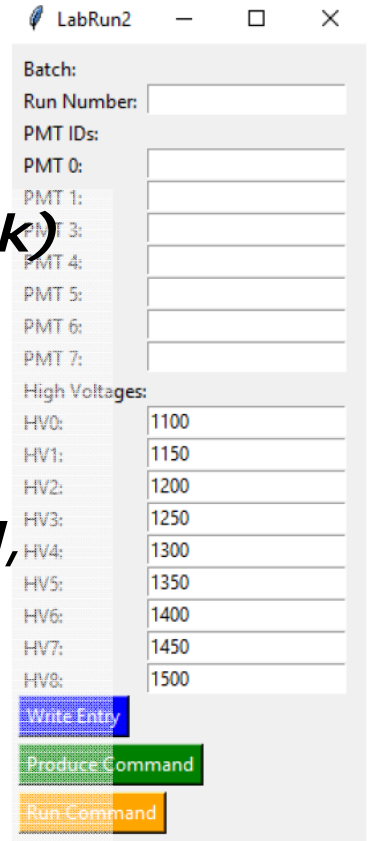 LabRun2
Batch:
Run Number:
PMT IDs:
PMT 0:
PMT 1:
k)
PMT 3:
PMT 4:
PMT 5:
PMT 6:
PMT 7:
High Voltages:
HV0: 1100
HV1: 1150
HV2: 1200
HV3: 1250
HV4: 1300
HV5: 1350
HV6: 1400
HV7: 1450
HV8: 1500
Write Entry
Produce Command
Run Command